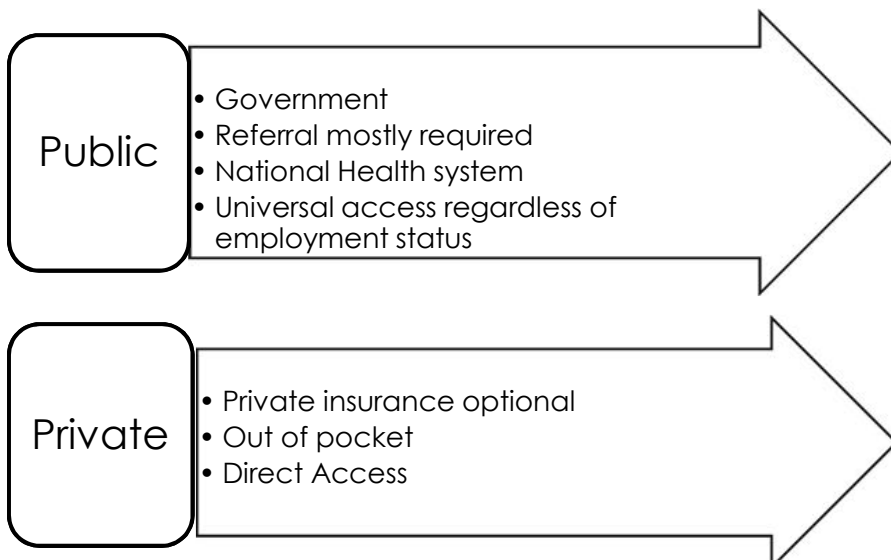 Public
• Government
• Referral mostly required
• National Health system
• Universal access regardless of
employment status
Private
• Private insurance optional
• Out of pocket
• Direct Access